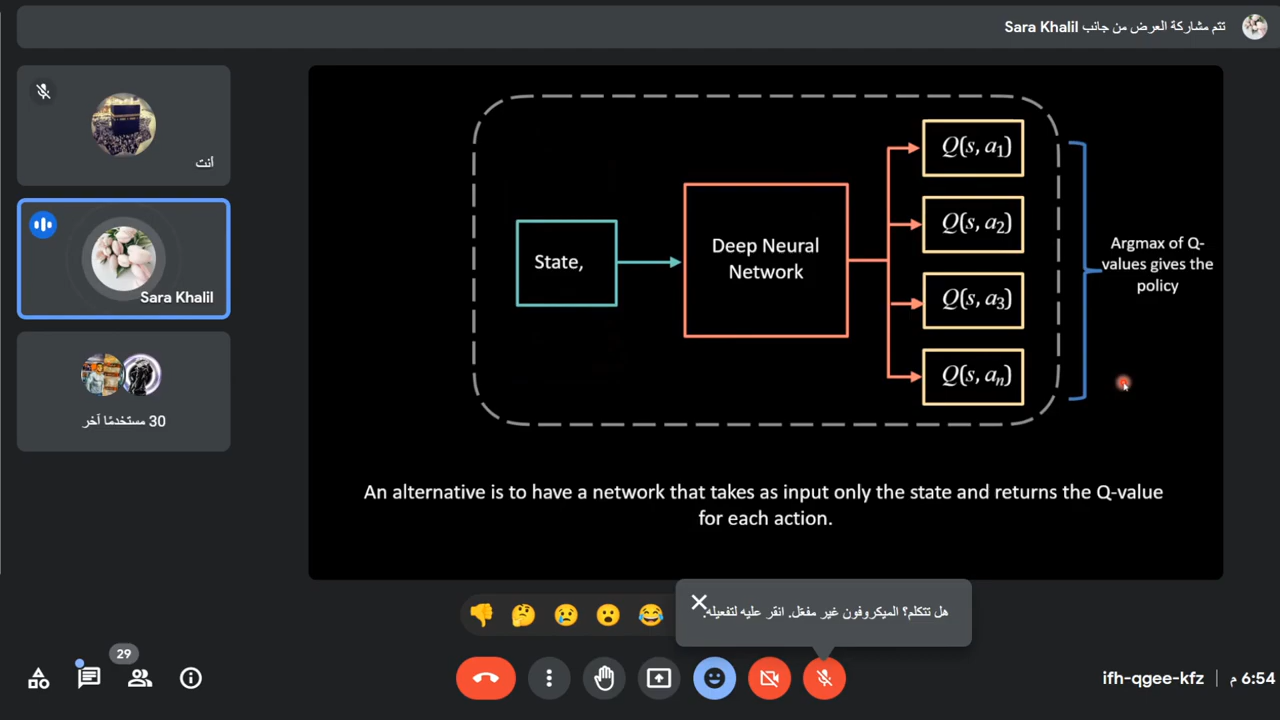 تتم مشاركة العرض من جانب Sara Khalil
أنت
Sara Khalil
30 مستخدمًا آخر
State,
Deep Neural
Network
Q(s, a₁)
Q(s, a₂)
Q(s, a₃)
Q(s, aₙ)
Argmax of Q-
values gives the
policy
An alternative is to have a network that takes as input only the state and returns the Q-value
for each action.
هل تتكلم؟ الميكروفون غير مفعّل. انقر عليه لتفعيله.
29
ifh-qgee-kfz
6:54 م